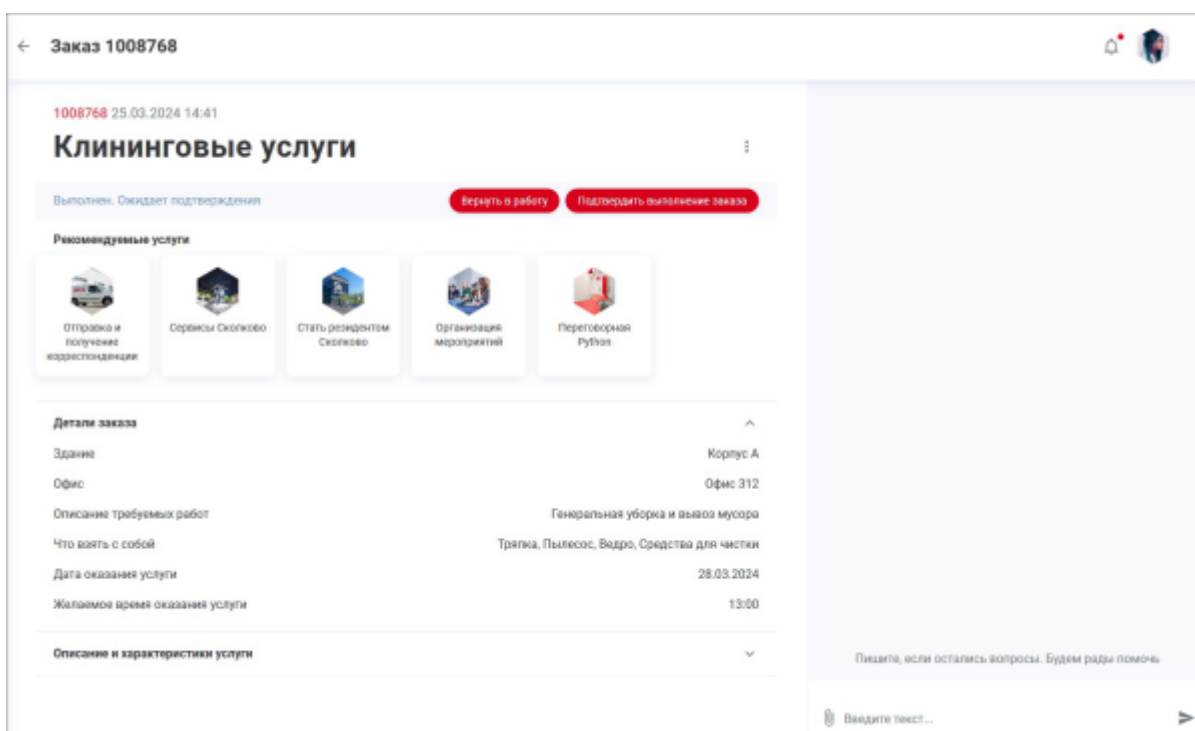 Заказ 1008768
1008768 25.03.2024 14:41
Клининговые услуги
Выполнен. Ожидает подтверждения
Вернуть в работу
Подтвердить выполнение заказа
Рекомендуемые услуги
Отправка и
получение
корреспонденции
Сервисы Сколково
Стать резидентом
Сколково
Организация
мероприятий
Переговорная
Python
Детали заказа
Здание Корпус А
Офис Офис 312
Описание требуемых работ Генеральная уборка и вывоз мусора
Что взять с собой Тряпка, Пылесос, Ведро, Средства для чистки
Дата оказания услуги 28.03.2024
Желаемое время оказания услуги 13:00
Описание и характеристики услуги
Пишите, если остались вопросы. Будем рады помочь
Введите текст...